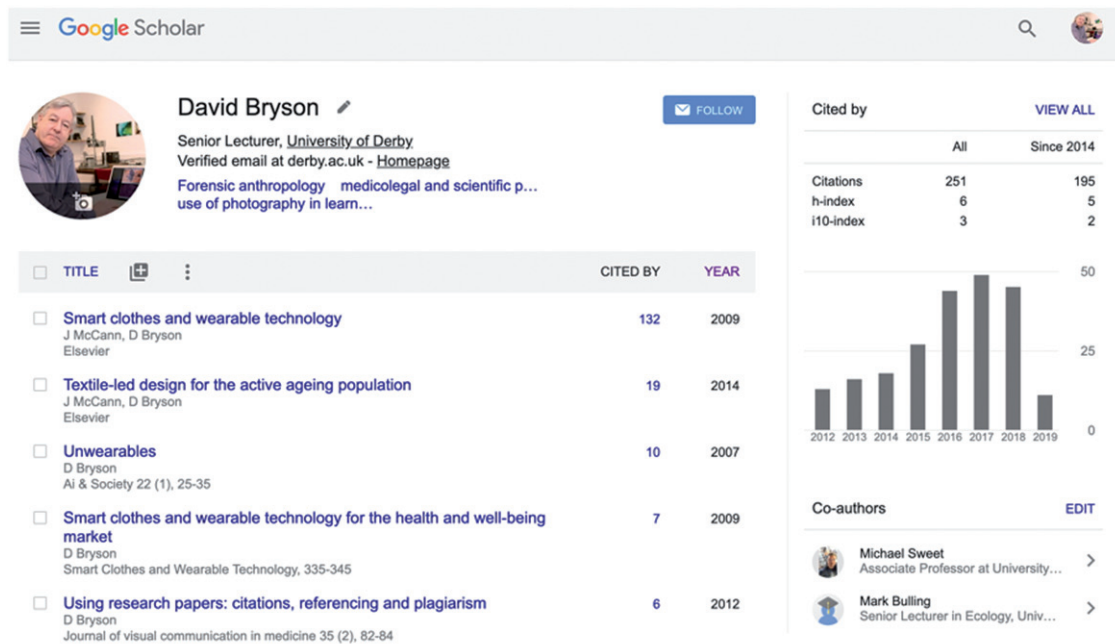 Google Scholar
David Bryson
FOLLOW
Senior Lecturer, University of Derby
Verified email at derby.ac.uk - Homepage
Forensic anthropology medicolegal and scientific p...
use of photography in learn...
TITLE CITED BY YEAR
Smart clothes and wearable technology 132 2009
J McCann, D Bryson
Elsevier
Textile-led design for the active ageing population 19 2014
J McCann, D Bryson
Elsevier
Unwearables 10 2007
D Bryson
Ai & Society 22 (1), 25-35
Smart clothes and wearable technology for the health and well-being 7 2009
market
D Bryson
Smart Clothes and Wearable Technology, 335-345
Using research papers: citations, referencing and plagiarism 6 2012
D Bryson
Journal of visual communication in medicine 35 (2), 82-84
Cited by VIEW ALL
All Since 2014
Citations 251 195
h-index 6 5
i10-index 3 2
50
25
0
2012 2013 2014 2015 2016 2017 2018 2019
Co-authors EDIT
Michael Sweet
Associate Professor at University...
Mark Bulling
Senior Lecturer in Ecology, Univ...